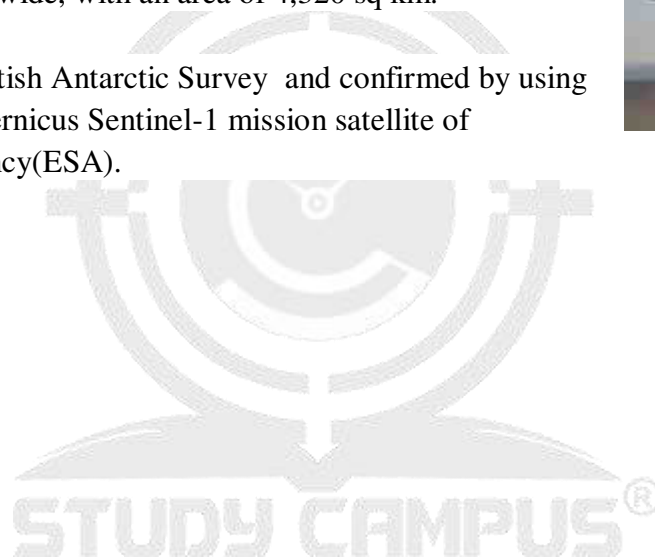 wide, with an area of 4,320 sq km.
tish Antarctic Survey and confirmed by using
ernicus Sentinel-1 mission satellite of
ncy(ESA).
STUDY CAMPUS®